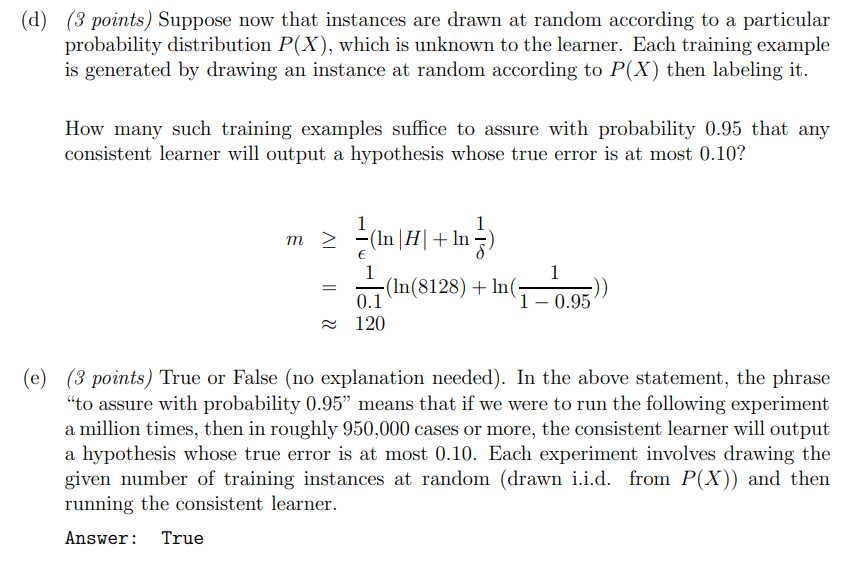 (d) (3 points) Suppose now that instances are drawn at random according to a particular
probability distribution P(X), which is unknown to the learner. Each training example
is generated by drawing an instance at random according to P(X) then labeling it.
How many such training examples suffice to assure with probability 0.95 that any
consistent learner will output a hypothesis whose true error is at most 0.10?
m ≥ \frac{1}{ϵ}(ln |H| + ln \frac{1}{δ})
= \frac{1}{0.1}(ln(8128) + ln(\frac{1}{1 − 0.95}))
≈ 120
(e) (3 points) True or False (no explanation needed). In the above statement, the phrase
“to assure with probability 0.95” means that if we were to run the following experiment
a million times, then in roughly 950,000 cases or more, the consistent learner will output
a hypothesis whose true error is at most 0.10. Each experiment involves drawing the
given number of training instances at random (drawn i.i.d. from P(X)) and then
running the consistent learner.
Answer: True